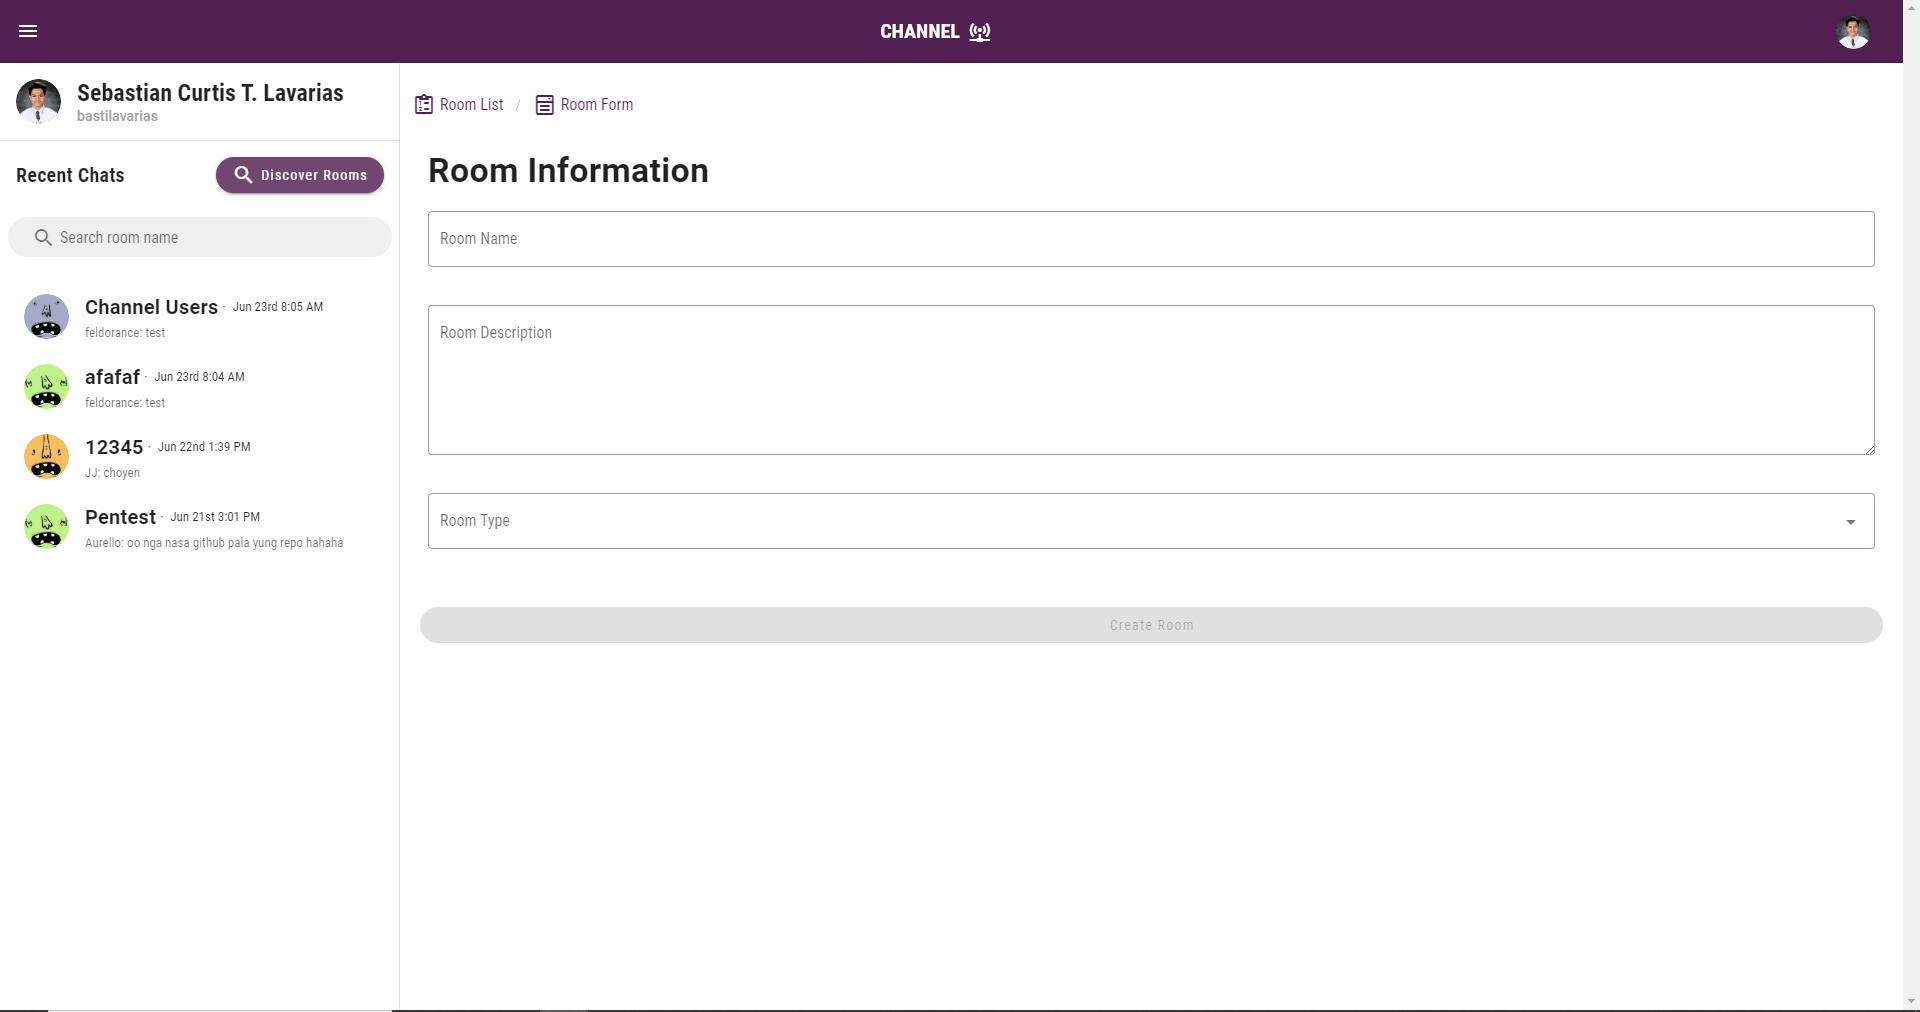 CHANNEL
Sebastian Curtis T. Lavarias
bastilavarias
Recent Chats
Discover Rooms
Search room name
Channel Users · Jun 23rd 8:05 AM
feldorance: test
afafaf · Jun 23rd 8:04 AM
feldorance: test
12345 · Jun 22nd 1:39 PM
JJ: choyen
Pentest · Jun 21st 3:01 PM
Aurello: oo nga nasa github pala yung repo hahaha
Room List / Room Form
Room Information
Room Name
Room Description
Room Type
Create Room